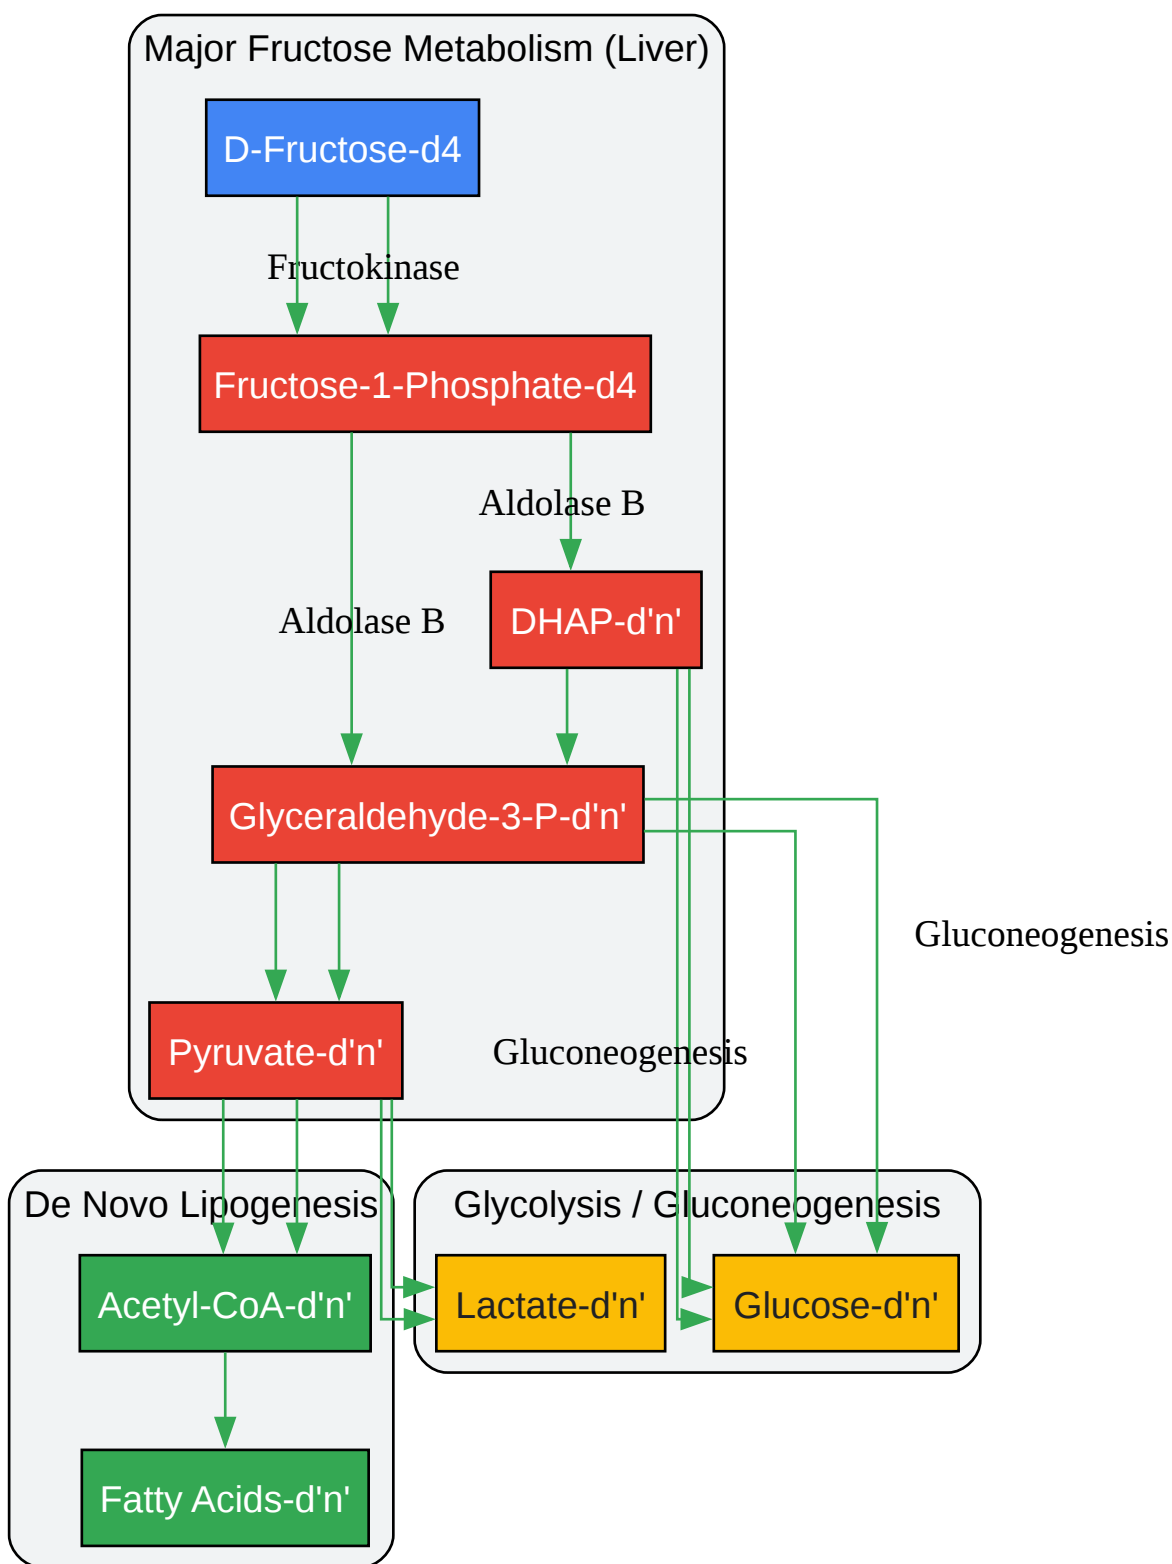 Major Fructose Metabolism (Liver)
D-Fructose-d4
Fructokinase
Fructose-1-Phosphate-d4
Aldolase B
Aldolase B
DHAP-d'n'
Glyceraldehyde-3-P-d'n'
Gluconeogenesis
Pyruvate-d'n'
Gluconeogenesis
De Novo Lipogenesis
Glycolysis / Gluconeogenesis
Acetyl-CoA-d'n'
Lactate-d'n'
Glucose-d'n'
Fatty Acids-d'n'